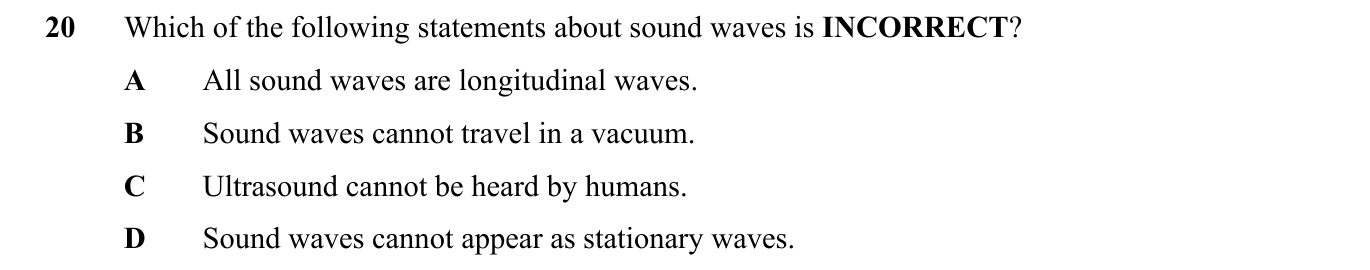 20 Which of the following statements about sound waves is INCORRECT?
A All sound waves are longitudinal waves.
B Sound waves cannot travel in a vacuum.
C Ultrasound cannot be heard by humans.
D Sound waves cannot appear as stationary waves.